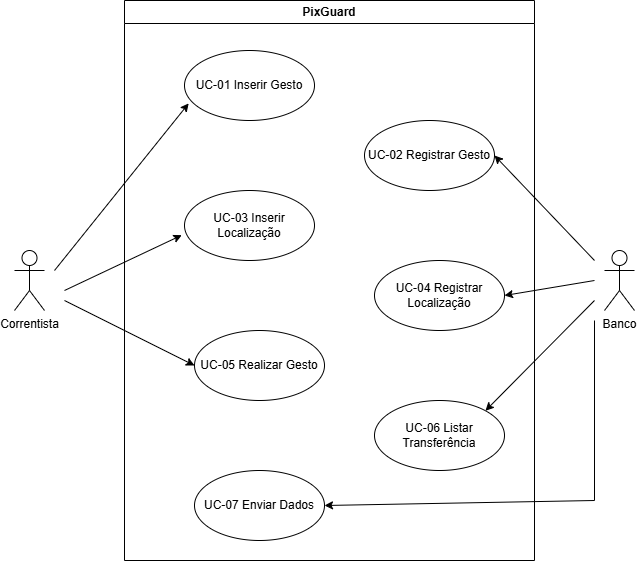 PixGuard
UC-01 Inserir Gesto
UC-02 Registrar Gesto
UC-03 Inserir
Localização
UC-04 Registrar
Localização
Correntista
Banco
UC-05 Realizar Gesto
UC-06 Listar
Transferência
UC-07 Enviar Dados